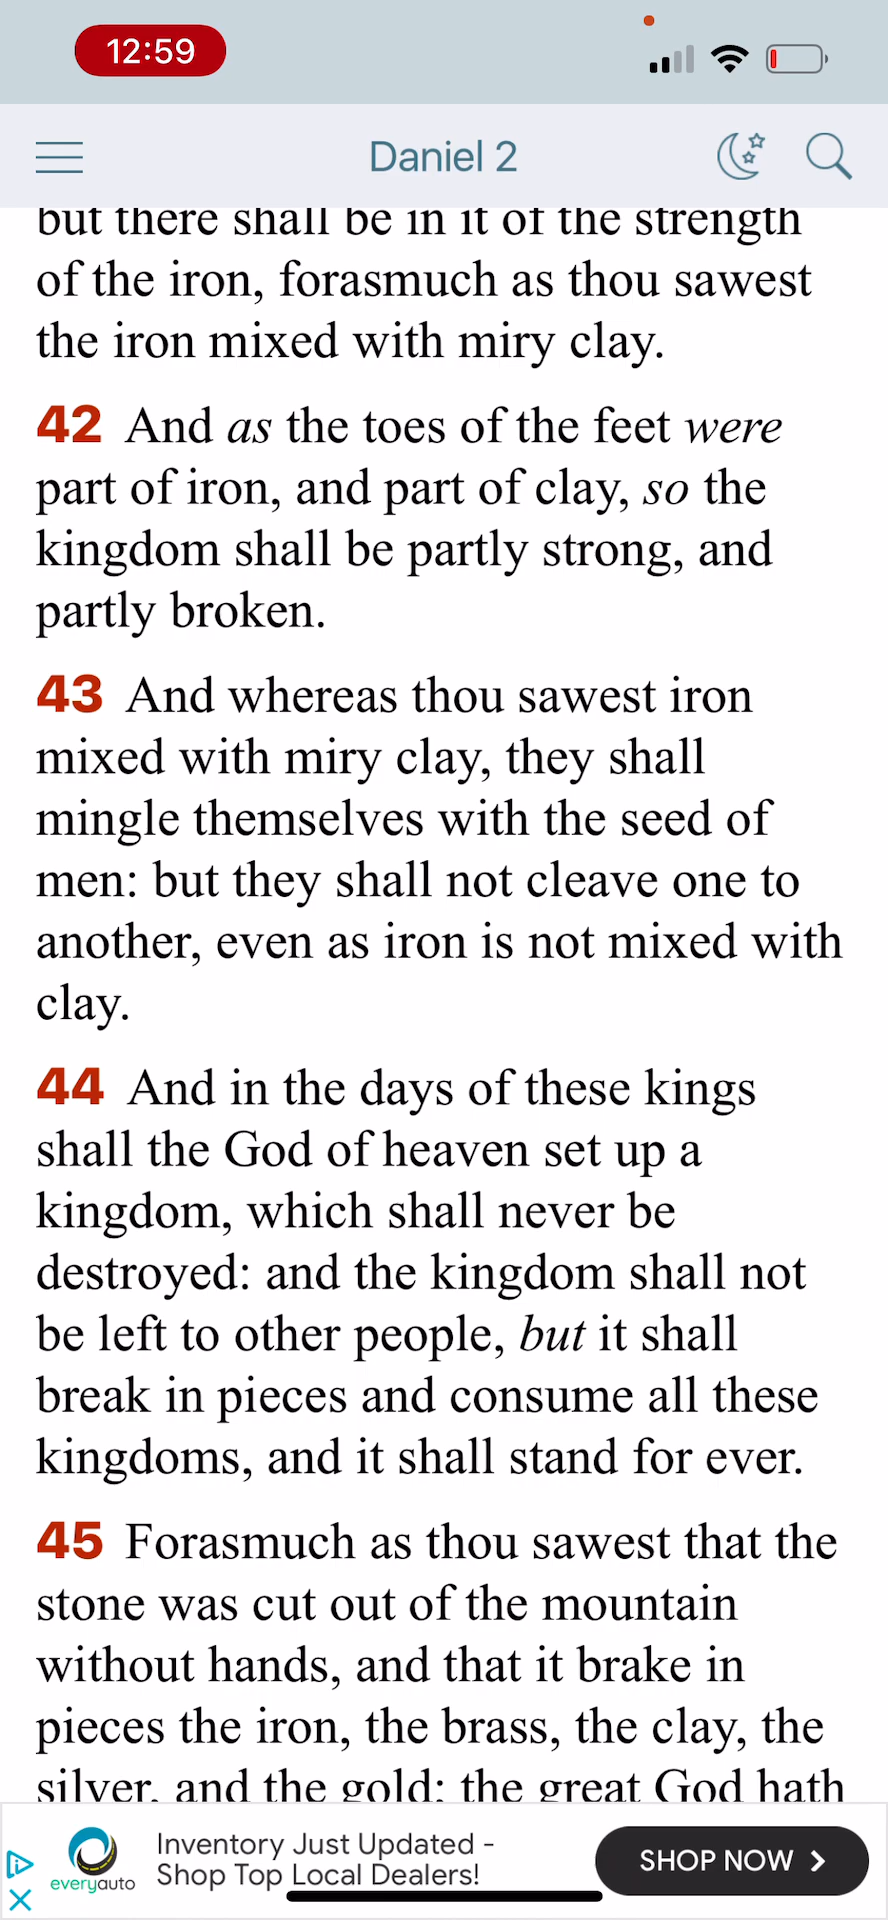 12:59
Daniel 2
but there shall be in it of the strength
of the iron, forasmuch as thou sawest
the iron mixed with miry clay.
42 And as the toes of the feet were
part of iron, and part of clay, so the
kingdom shall be partly strong, and
partly broken.
43 And whereas thou sawest iron
mixed with miry clay, they shall
mingle themselves with the seed of
men: but they shall not cleave one to
another, even as iron is not mixed with
clay.
44 And in the days of these kings
shall the God of heaven set up a
kingdom, which shall never be
destroyed: and the kingdom shall not
be left to other people, but it shall
break in pieces and consume all these
kingdoms, and it shall stand for ever.
45 Forasmuch as thou sawest that the
stone was cut out of the mountain
without hands, and that it brake in
pieces the iron, the brass, the clay, the
silver, and the gold; the great God hath
everyauto
Inventory Just Updated -
Shop Top Local Dealers!
SHOP NOW